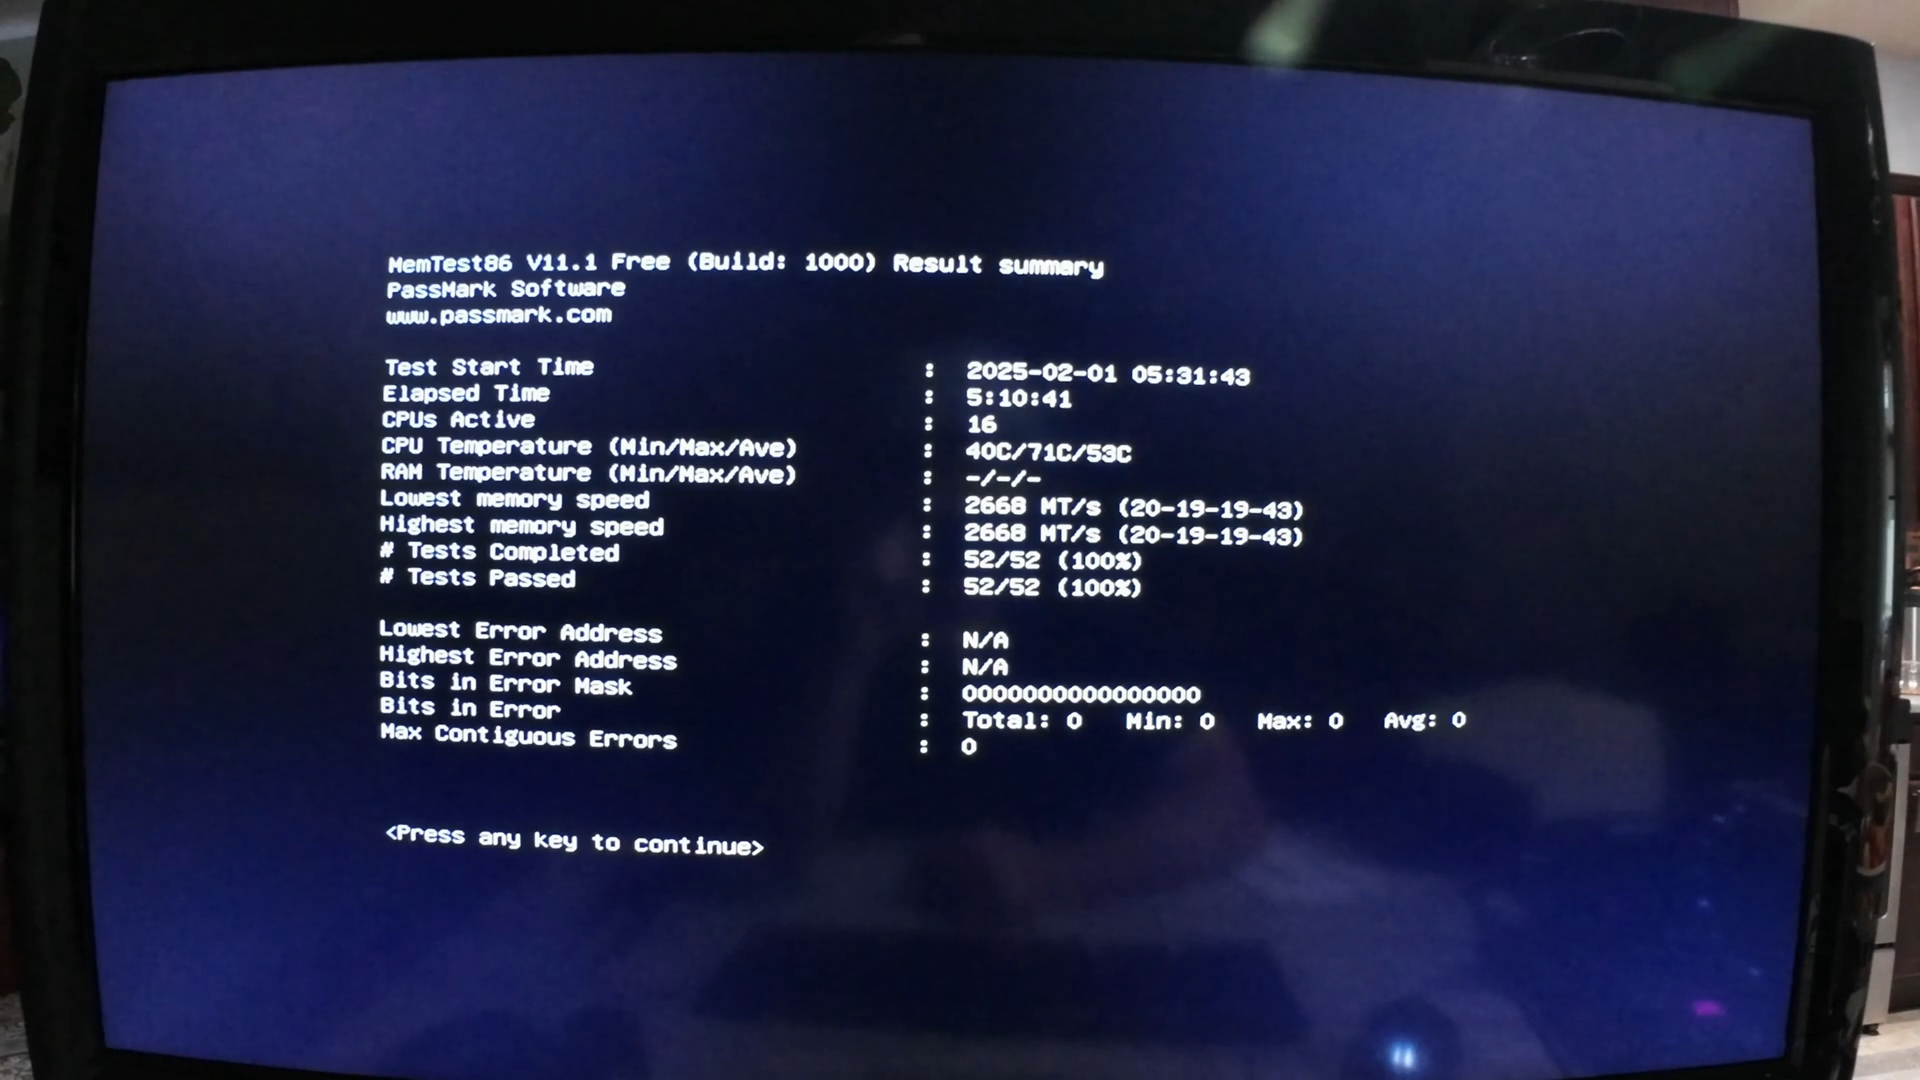 MemTest86 V11.1 Free (Build: 1000) Result summary
PassMark Software
www.passmark.com
Test Start Time : 2025-02-01 05:31:43
Elapsed Time : 5:10:41
CPUs Active : 16
CPU Temperature (Min/Max/Ave) : 40C/71C/53C
RAM Temperature (Min/Max/Ave) : -/-/-
Lowest memory speed : 2668 MT/s (20-19-19-43)
Highest memory speed : 2668 MT/s (20-19-19-43)
# Tests Completed : 52/52 (100%)
# Tests Passed : 52/52 (100%)
Lowest Error Address : N/A
Highest Error Address : N/A
Bits in Error Mask : 0000000000000000
Bits in Error : Total: 0 Min: 0 Max: 0 Avg: 0
Max Contiguous Errors : 0
<Press any key to continue>